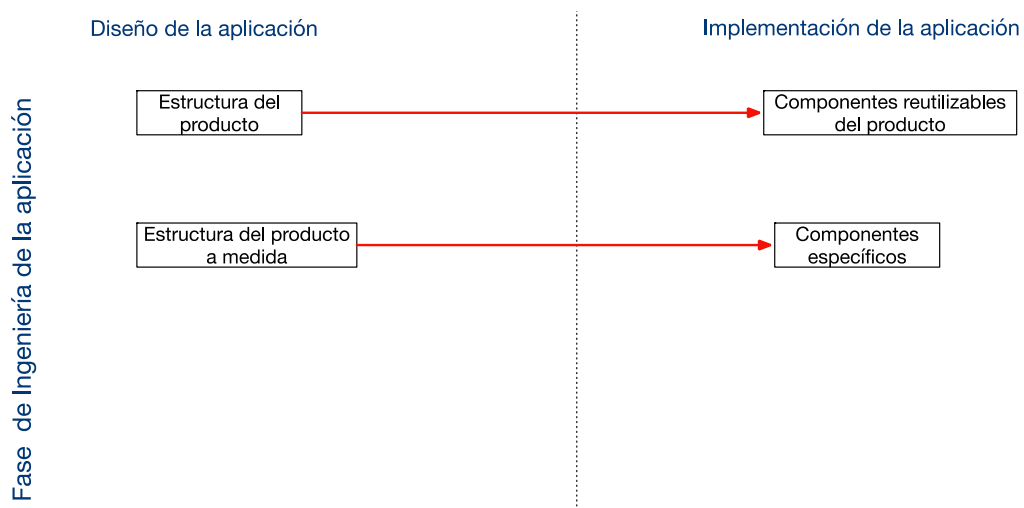 Diseño de la aplicación
Implementación de la aplicación
Fase de Ingeniería de la aplicación
Estructura del
producto
Componentes reutilizables
del producto
Estructura del producto
a medida
Componentes
específicos